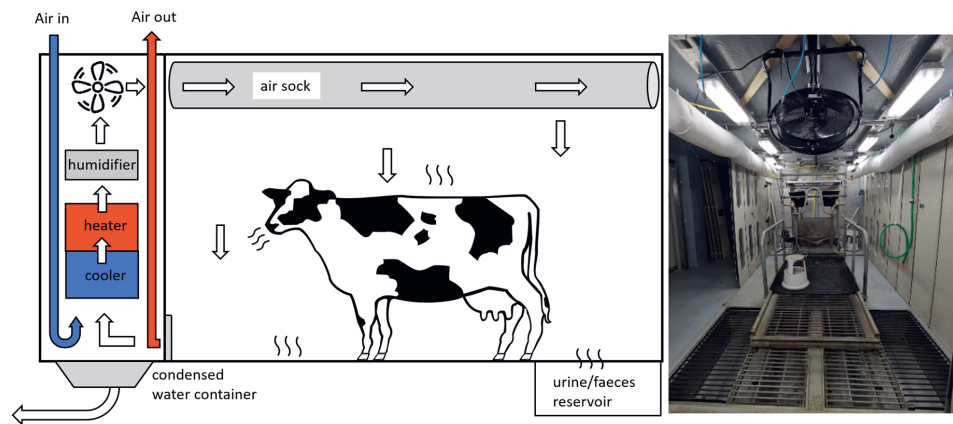 Air in
Air out
air sock
humidifier
heater
cooler
condensed
water container
urine/faeces
reservoir